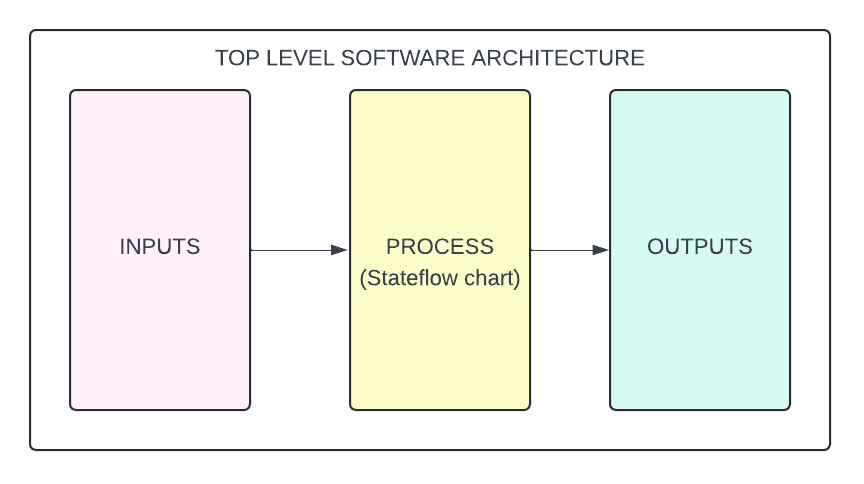 TOP LEVEL SOFTWARE ARCHITECTURE
INPUTS
PROCESS
(Stateflow chart)
OUTPUTS